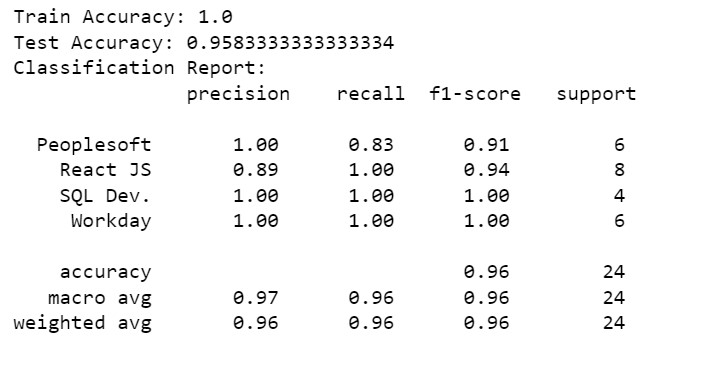 Train Accuracy: 1.0
Test Accuracy: 0.9583333333333334
Classification Report:
precision recall f1-score support
Peoplesoft 1.00 0.83 0.91 6
React JS 0.89 1.00 0.94 8
SQL Dev. 1.00 1.00 1.00 4
Workday 1.00 1.00 1.00 6
accuracy 0.96 24
macro avg 0.97 0.96 0.96 24
weighted avg 0.96 0.96 0.96 24